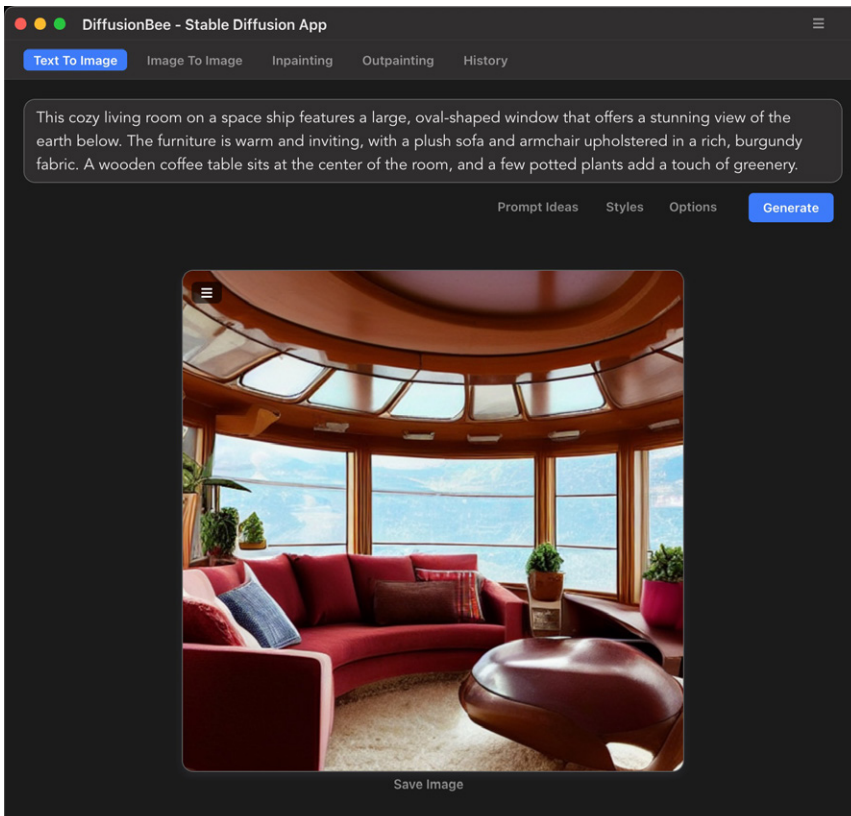 DiffusionBee - Stable Diffusion App
Text To Image Image To Image Inpainting Outpainting History
This cozy living room on a space ship features a large, oval-shaped window that offers a stunning view of the
earth below. The furniture is warm and inviting, with a plush sofa and armchair upholstered in a rich, burgundy
fabric. A wooden coffee table sits at the center of the room, and a few potted plants add a touch of greenery.
Prompt Ideas Styles Options Generate
Save Image